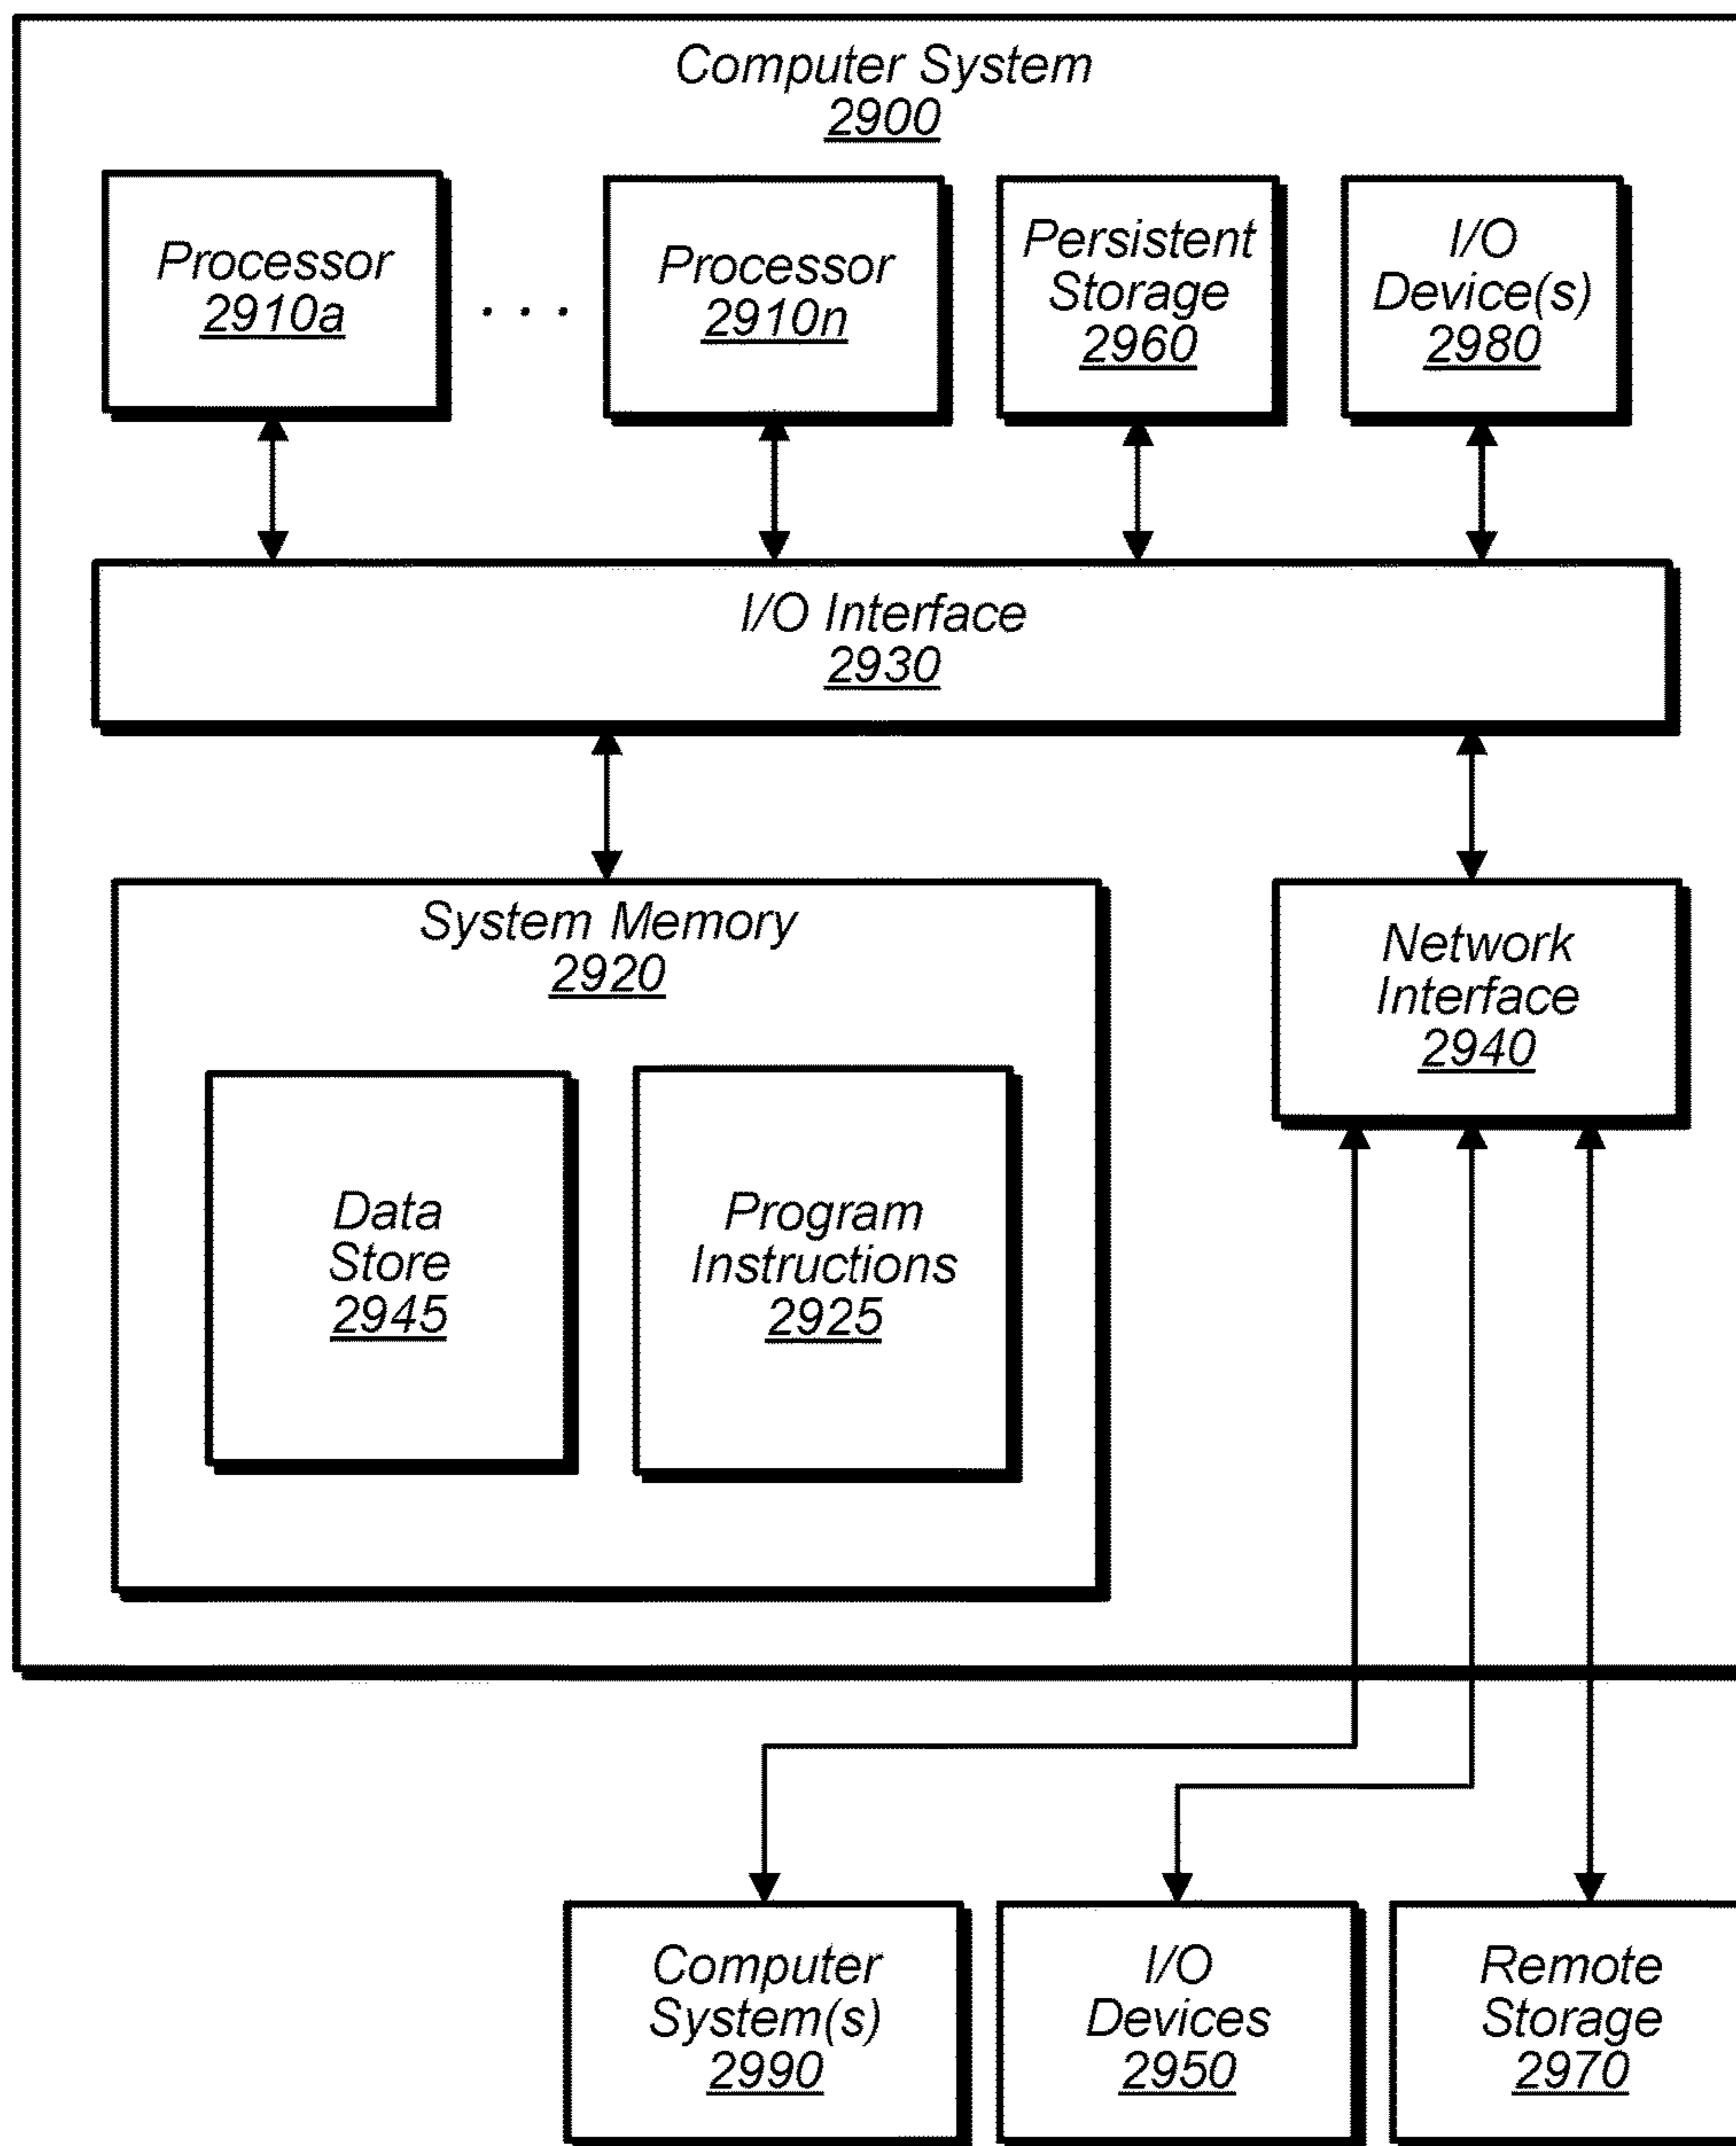 Computer System
2900
Processor
2910a
. . .
Processor
2910n
Persistent
Storage
2960
I/O
Device(s)
2980
I/O Interface
2930
System Memory
2920
Data
Store
2945
Program
Instructions
2925
Network
Interface
2940
Computer
System(s)
2990
I/O
Devices
2950
Remote
Storage
2970